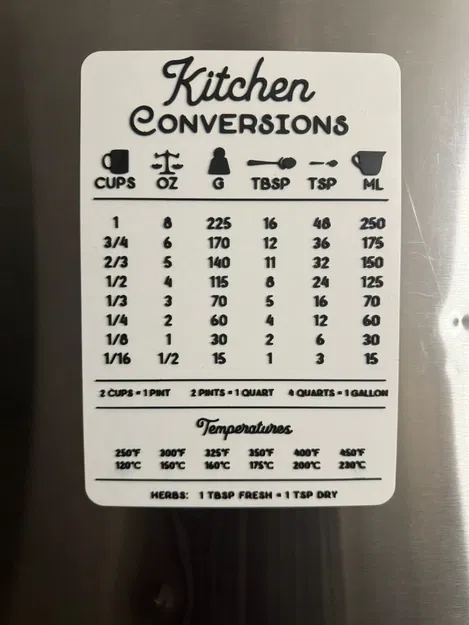 Kitchen
CONVERSIONS
CUPS OZ G TBSP TSP ML
1 8 225 16 48 250
3/4 6 170 12 36 175
2/3 5 140 11 32 150
1/2 4 115 8 24 125
1/3 3 70 5 16 70
1/4 2 60 4 12 60
1/8 1 30 2 6 30
1/16 1/2 15 1 3 15
2 CUPS = 1 PINT 2 PINTS = 1 QUART 4 QUARTS = 1 GALLON
Temperatures
250°F 300°F 325°F 350°F 400°F 450°F
120°C 150°C 160°C 175°C 200°C 230°C
HERBS: 1 TBSP FRESH = 1 TSP DRY